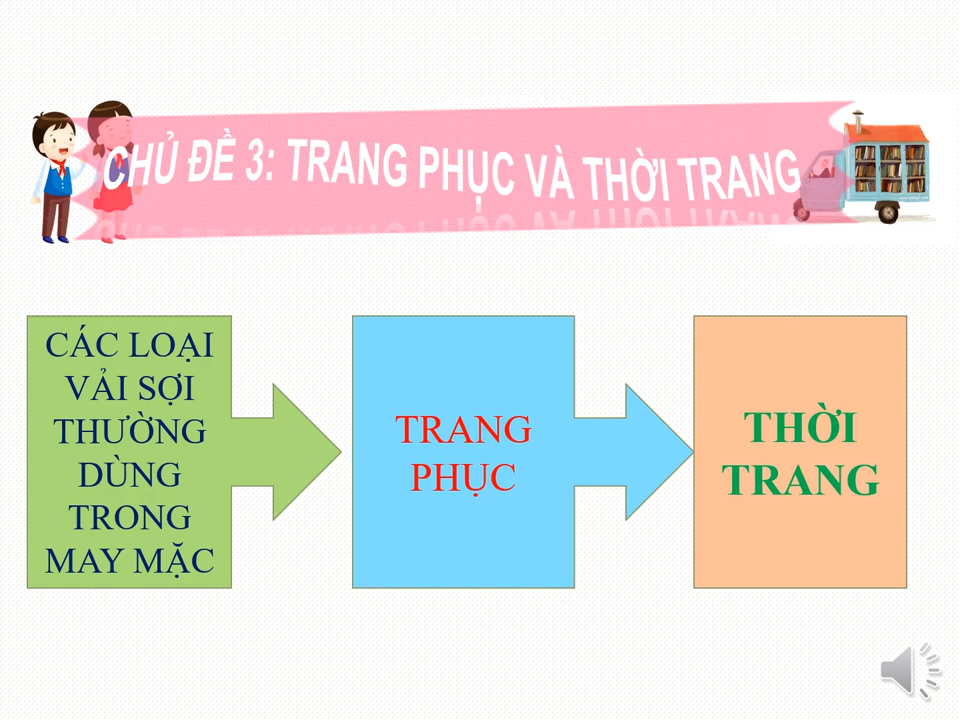 CHỦ ĐỀ 3: TRANG PHỤC VÀ THỜI TRANG
CÁC LOẠI
VẢI SỢI
THƯỜNG
DÙNG
TRONG
MAY MẶC
TRANG
PHỤC
THỜI
TRANG